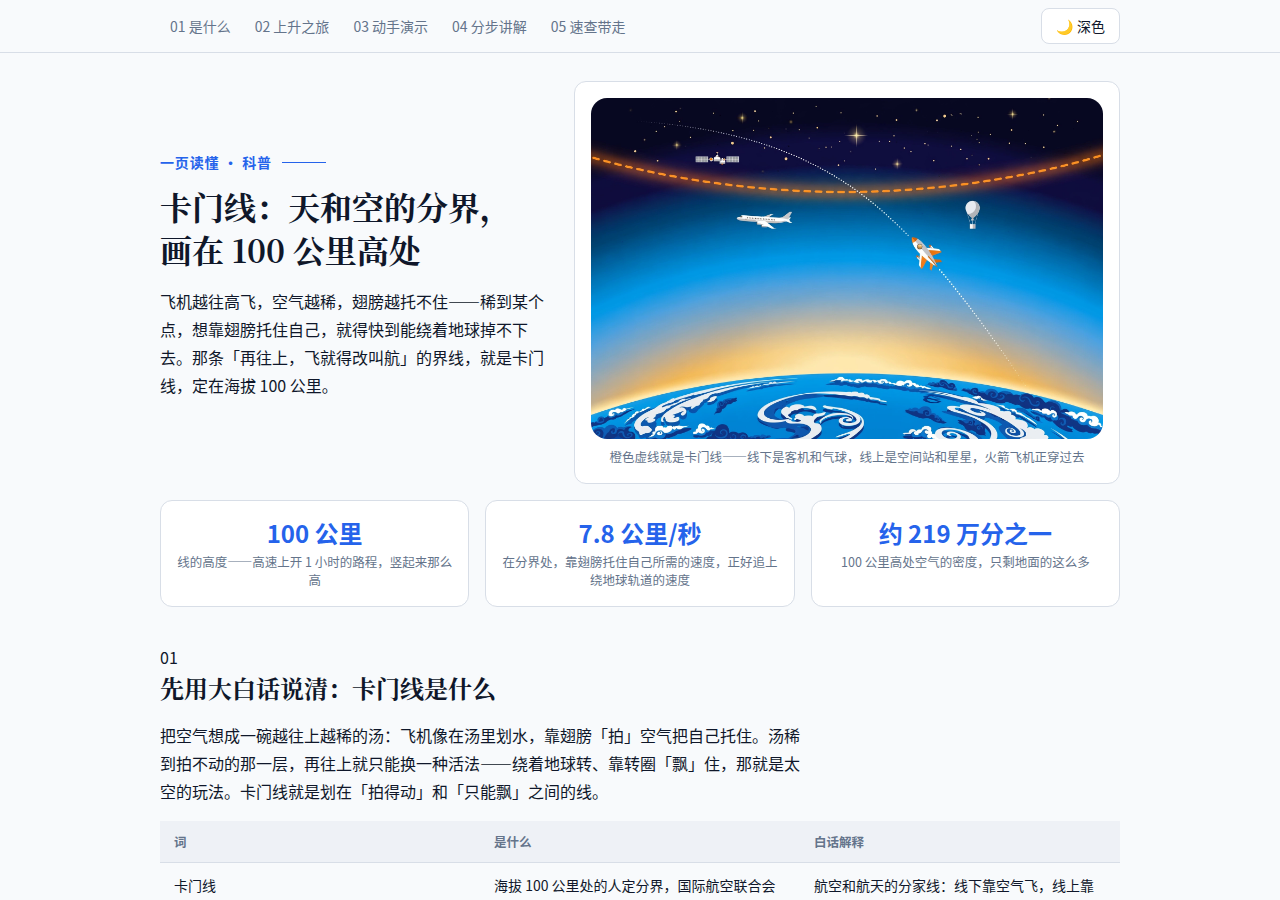 01 是什么 02 上升之旅 03 动手演示 04 分步讲解 05 速查带走
🌙 深色
一页读懂 · 科普
卡门线：天和空的分界，
画在 100 公里高处
飞机越往高飞，空气越稀，翅膀越托不住——稀到某个
点，想靠翅膀托住自己，就得快到能绕着地球掉不下
去。那条「再往上，飞就得改叫航」的界线，就是卡门
线，定在海拔 100 公里。
橙色虚线就是卡门线——线下是客机和气球，线上是空间站和星星，火箭飞机正穿过去
100 公里
线的高度——高速上开 1 小时的路程，竖起来那么
高
7.8 公里/秒
在分界处，靠翅膀托住自己所需的速度，正好追上
绕地球轨道的速度
约 219 万分之一
100 公里高处空气的密度，只剩地面的这么多
01
先用大白话说清：卡门线是什么
把空气想成一碗越往上越稀的汤：飞机像在汤里划水，靠翅膀「拍」空气把自己托住。汤稀
到拍不动的那一层，再往上就只能换一种活法——绕着地球转、靠转圈「飘」住，那就是太
空的玩法。卡门线就是划在「拍得动」和「只能飘」之间的线。
词 是什么 白话解释
卡门线 海拔 100 公里处的人定分界，国际航空联合会 航空和航天的分家线：线下靠空气飞，线上靠